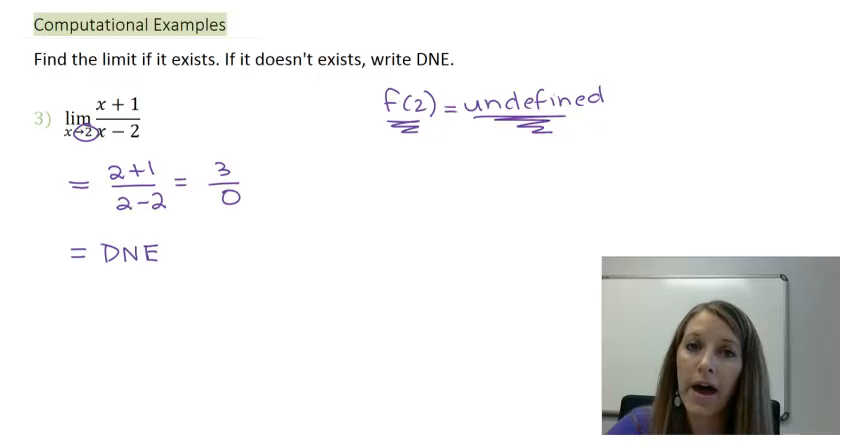 Computational Examples
Find the limit if it exists. If it doesn't exists, write DNE.
f(2) = undefined
3) lim x→2 x + 1 / x − 2
= 2+1 / 2-2 = 3 / 0
= DNE